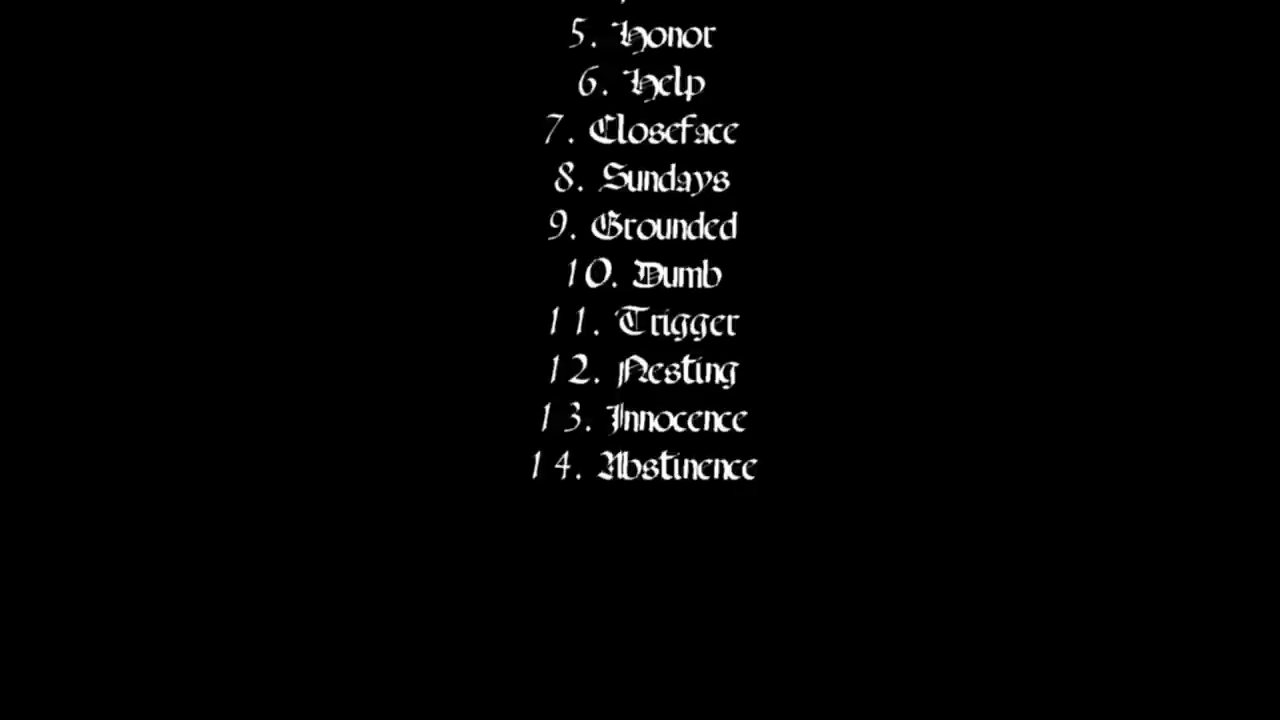 5. Honor
6. Help
7. Closeface
8. Sundays
9. Grounded
10. Dumb
11. Trigger
12. Nesting
13. Innocence
14. Abstinence